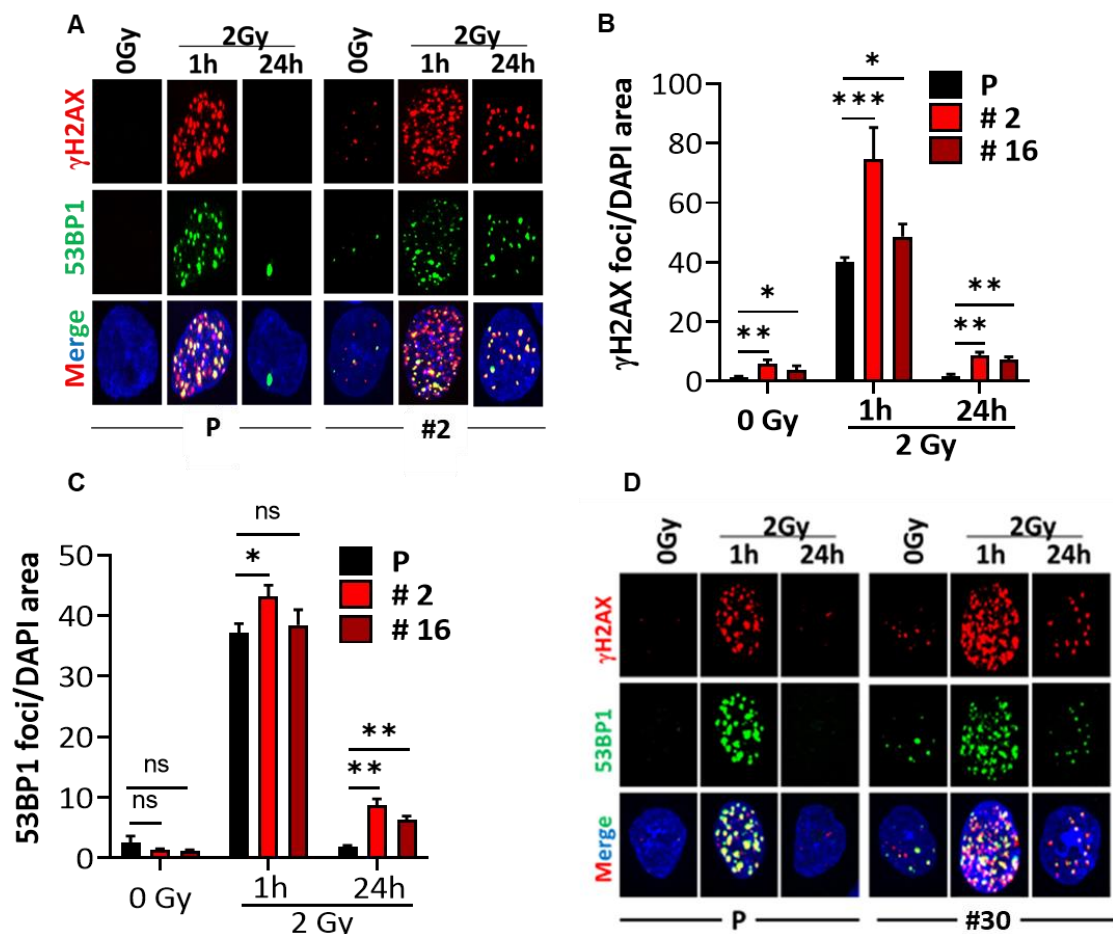 A
0Gy
2Gy
1h
24h
0Gy
2Gy
1h
24h
γH2AX
53BP1
Merge
P
#2
B
γH2AX foci/DAPI area
100
80
60
40
20
0
*
***
*
**
**
**
P
# 2
# 16
0 Gy
1h
24h
2 Gy
C
53BP1 foci/DAPI area
50
40
30
20
10
0
ns
*
ns
ns
**
**
P
# 2
# 16
0 Gy
1h
24h
2 Gy
D
0Gy
2Gy
1h
24h
0Gy
2Gy
1h
24h
γH2AX
53BP1
Merge
P
#30